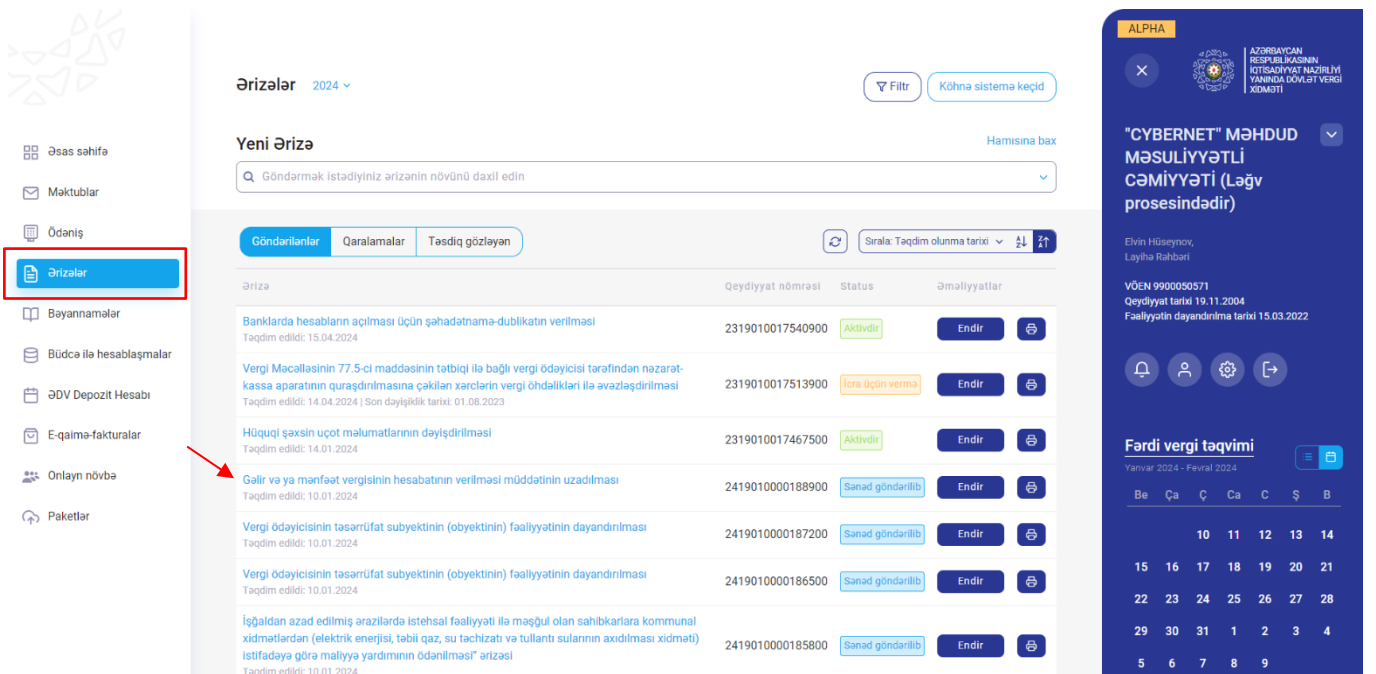 Əsas səhifə
Məktublar
Ödəniş
Ərizələr
Bəyannamələr
Büdcə ilə hesablaşmalar
ƏDV Depozit Hesabı
E-qaimə-fakturalar
Onlayn növbə
Paketlər
Ərizələr 2024
Filtr
Köhnə sistemə keçid
Yeni Ərizə
Hamısına bax
Göndərmək istədiyiniz ərizənin növünü daxil edin
Göndərilənlər Qaralamalar Təsdiq gözləyən
Sırala: Təqdim olunma tarixi
Ərizə Qeydiyyat nömrəsi Status Əməliyyatlar
Banklarda hesabların açılması üçün şəhadətnamə-dublikatın verilməsi
Təqdim edildi: 15.04.2024
2319010017540900 Aktivdir Endir
Vergi Məcəlləsinin 77.5-ci maddəsinin tətbiqi ilə bağlı vergi ödəyicisi tərəfindən nəzarət-
kassa aparatının quraşdırılmasına çəkilən xərclərin vergi öhdəlikləri ilə əvəzləşdirilməsi
Təqdim edildi: 14.04.2024 | Son dəyişiklik tarixi: 01.08.2023
2319010017513900 İcra üçün vermə Endir
Hüquqi şəxsin uçot məlumatlarının dəyişdirilməsi
Təqdim edildi: 14.01.2024
2319010017467500 Aktivdir Endir
Gəlir və ya mənfəət vergisinin hesabatının verilməsi müddətinin uzadılması
Təqdim edildi: 10.01.2024
2419010000188900 Sənəd göndərilib Endir
Vergi ödəyicisinin təsərrüfat subyektinin (obyektinin) fəaliyyətinin dayandırılması
Təqdim edildi: 10.01.2024
2419010000187200 Sənəd göndərilib Endir
Vergi ödəyicisinin təsərrüfat subyektinin (obyektinin) fəaliyyətinin dayandırılması
Təqdim edildi: 10.01.2024
2419010000186500 Sənəd göndərilib Endir
İşğaldan azad edilmiş ərazilərdə istehsal fəaliyyəti ilə məşğul olan sahibkarlara kommunal
xidmətlərdən (elektrik enerjisi, təbii qaz, su təchizatı və tullantı sularının axıdılması xidməti)
istifadəyə görə maliyyə yardımının ödənilməsi" ərizəsi
Təqdim edildi: 10.01.2024
2419010000185800 Sənəd göndərilib Endir
ALPHA
AZƏRBAYCAN
RESPUBLİKASININ
İQTİSADİYYAT NAZİRLİYİ
YANINDA DÖVLƏT VERGİ
XİDMƏTİ
"CYBERNET" MƏHDUD
MƏSULİYYƏTLİ
CƏMİYYƏTİ (Ləğv
prosesindədir)
Elvin Hüseynov,
Layihə Rəhbəri
VÖEN 9900050571
Qeydiyyat tarixi 19.11.2004
Fəaliyyətin dayandırılma tarixi 15.03.2022
Fərdi vergi təqvimi
Yanvar 2024 - Fevral 2024
Be Ça Ç Ca C Ş B
10 11 12 13 14
15 16 17 18 19 20 21
22 23 24 25 26 27 28
29 30 31 1 2 3 4
5 6 7 8 9